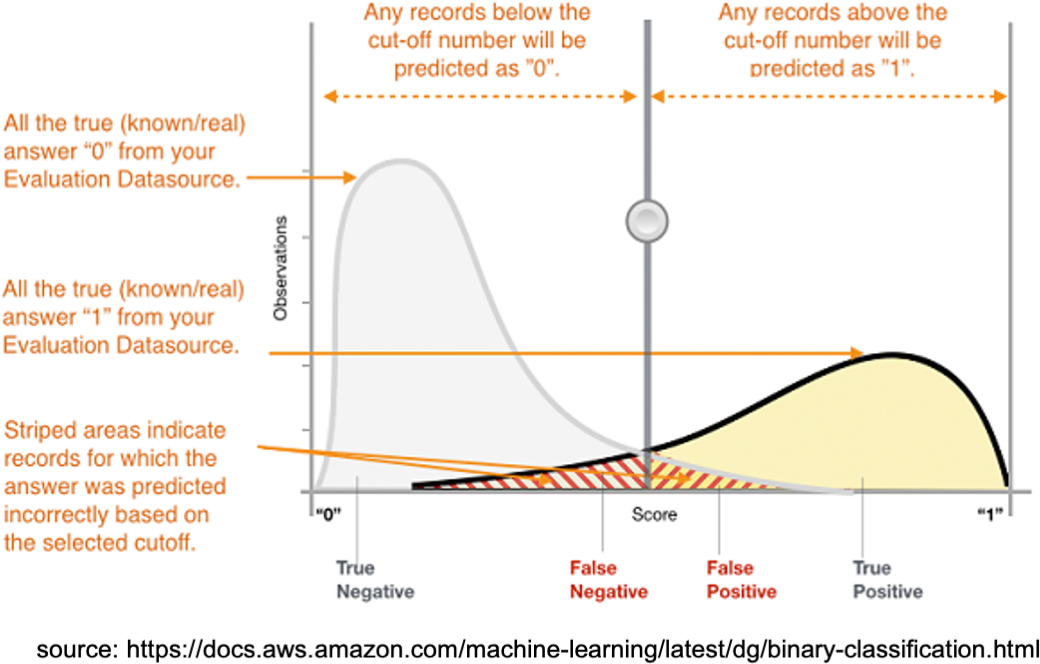 Any records below the
cut-off number will be
predicted as ”0”.
Any records above the
cut-off number will be
predicted as "1".
All the true (known/real)
answer “0” from your
Evaluation Datasource.
Observations
All the true (known/real)
answer “1” from your
Evaluation Datasource.
Striped areas indicate
records for which the
answer was predicted
incorrectly based on
the selected cutoff.
“0”
Score
“1”
True
Negative
False
Negative
False
Positive
True
Positive
source: https://docs.aws.amazon.com/machine-learning/latest/dg/binary-classification.html